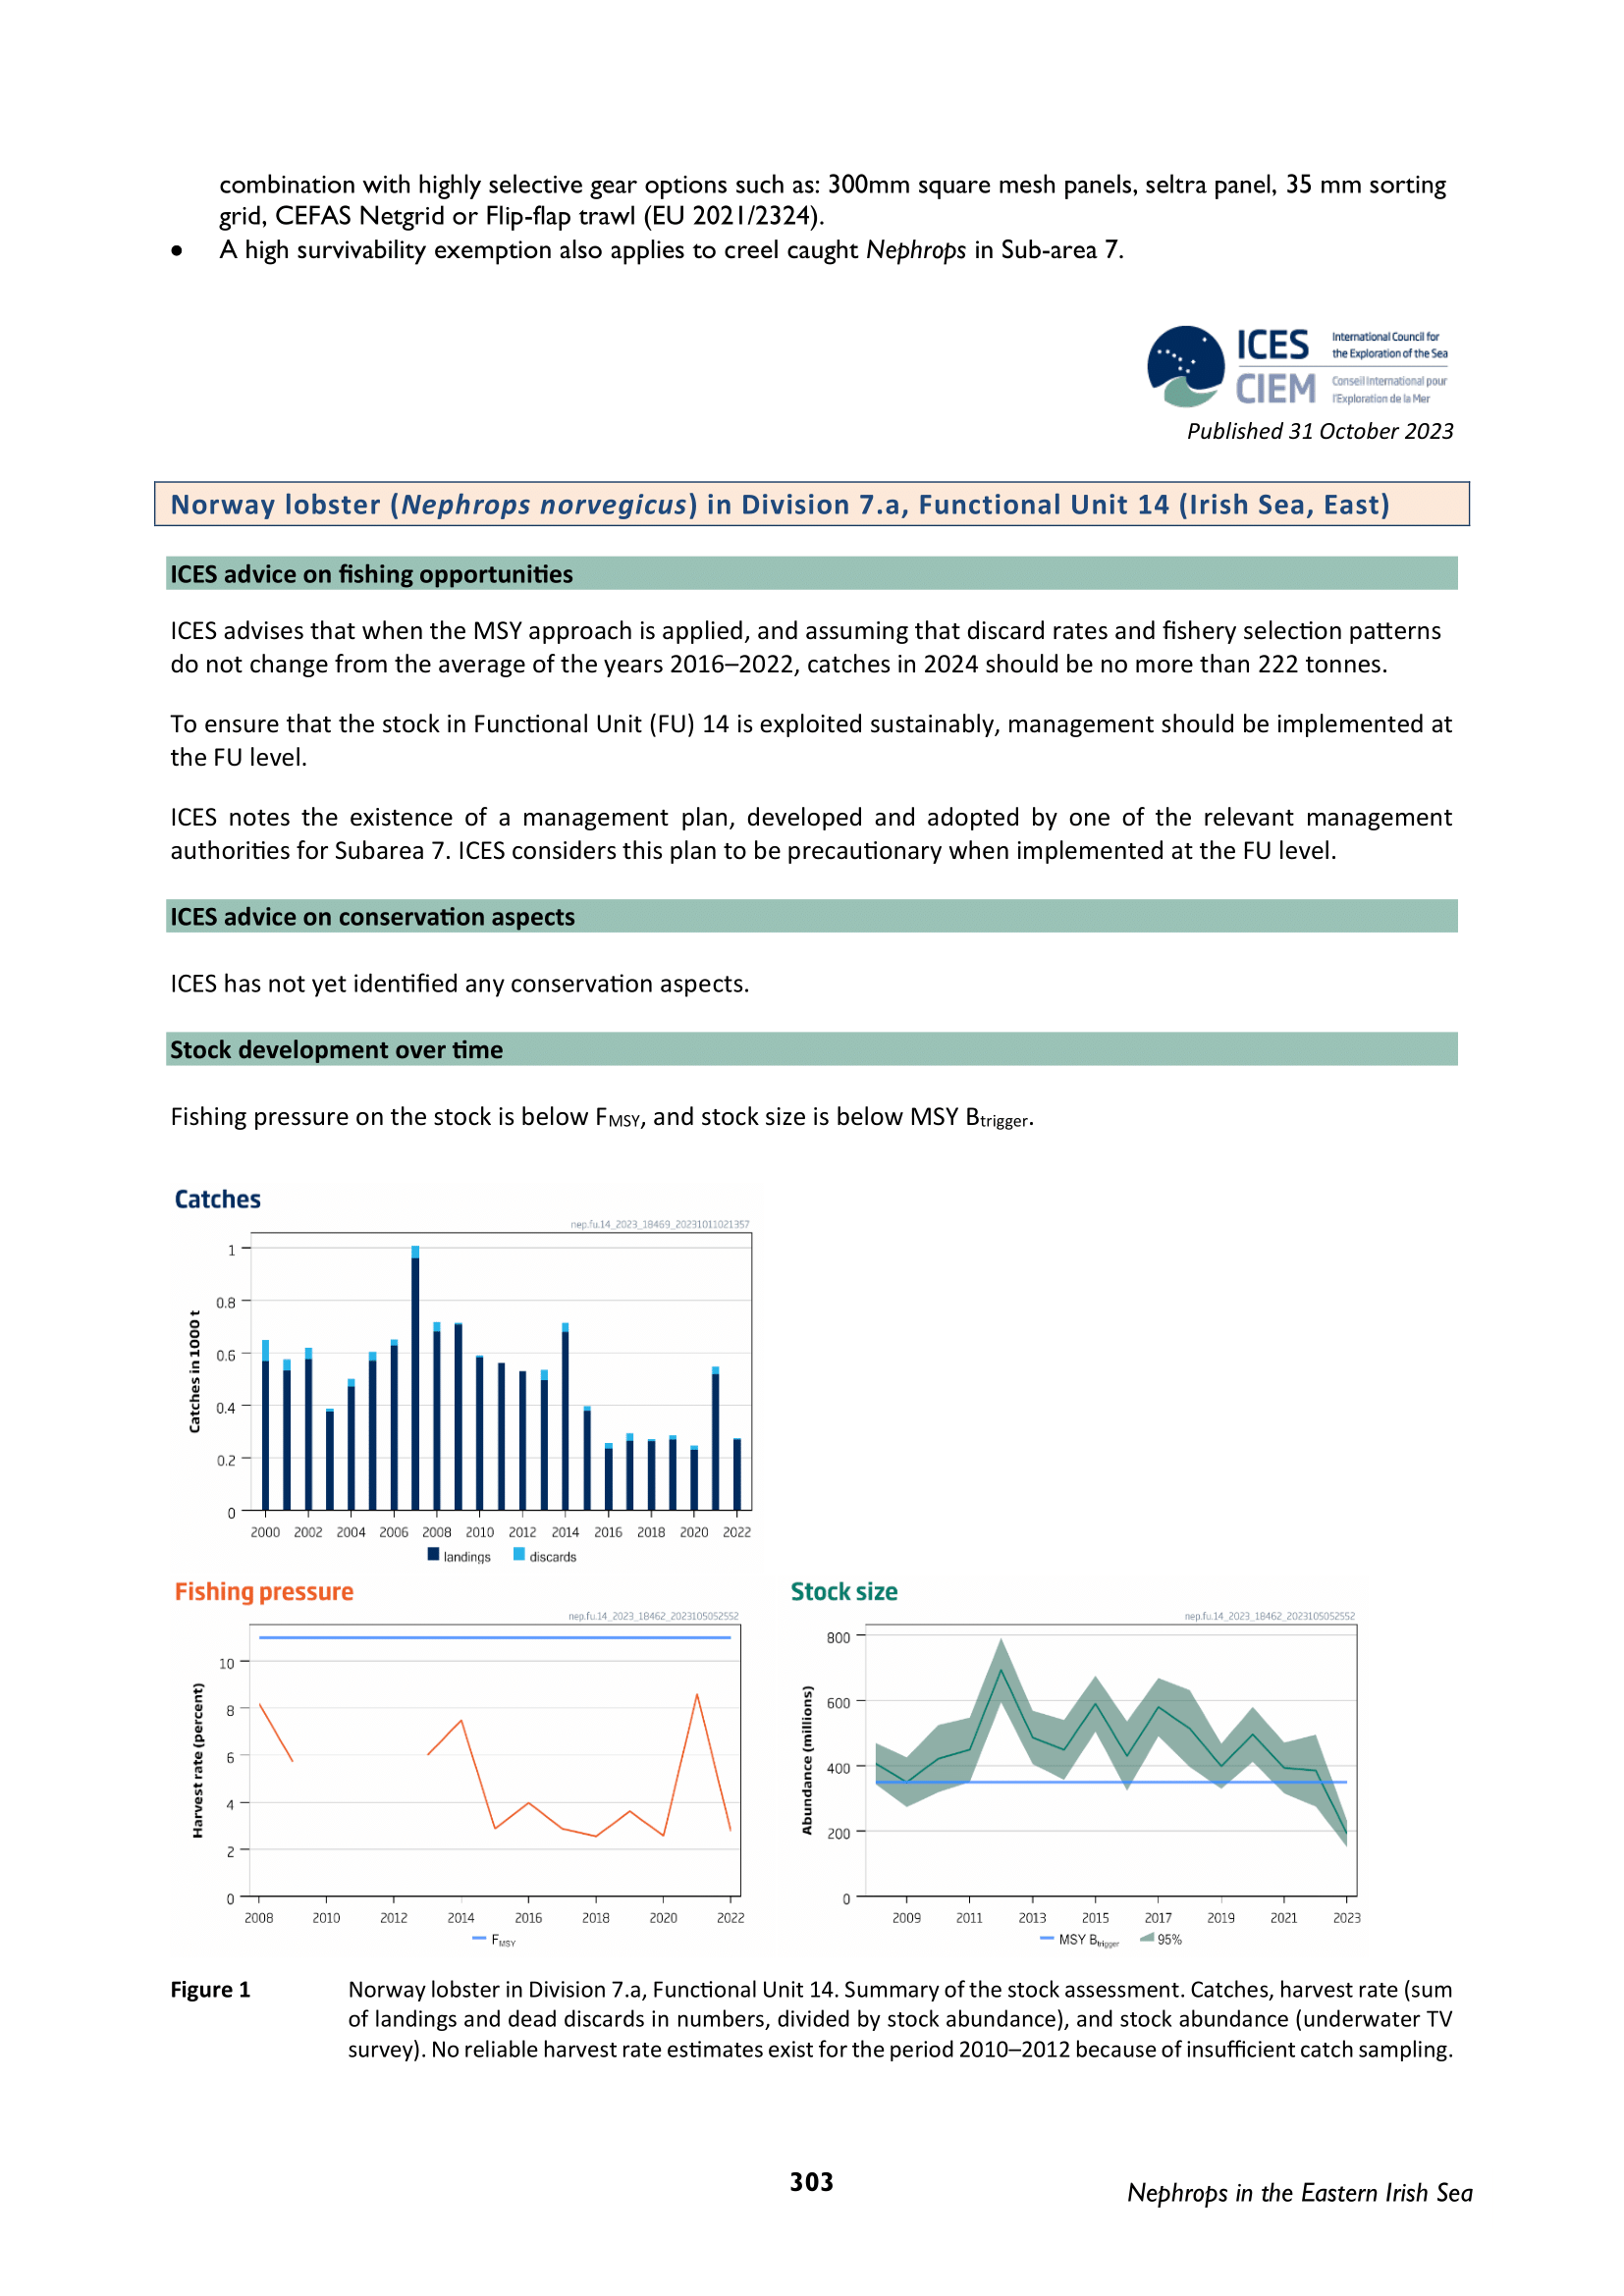 combination with highly selective gear options such as: 300mm square mesh panels, seltra panel, 35 mm sorting
grid, CEFAS Netgrid or Flip-flap trawl (EU 2021/2324).
• A high survivability exemption also applies to creel caught Nephrops in Sub-area 7.
ICES
CIEM
International Council for
the Exploration of the Sea
Conseil International pour
l'Exploration de la Mer
Published 31 October 2023
Norway lobster (Nephrops norvegicus) in Division 7.a, Functional Unit 14 (Irish Sea, East)
ICES advice on fishing opportunities
ICES advises that when the MSY approach is applied, and assuming that discard rates and fishery selection patterns
do not change from the average of the years 2016–2022, catches in 2024 should be no more than 222 tonnes.
To ensure that the stock in Functional Unit (FU) 14 is exploited sustainably, management should be implemented at
the FU level.
ICES notes the existence of a management plan, developed and adopted by one of the relevant management
authorities for Subarea 7. ICES considers this plan to be precautionary when implemented at the FU level.
ICES advice on conservation aspects
ICES has not yet identified any conservation aspects.
Stock development over time
Fishing pressure on the stock is below FMSY, and stock size is below MSY Btrigger.
Catches
nep.fu.14_2023_18469_20231011021357
Catches in 1000 t
1
0.8
0.6
0.4
0.2
0
2000 2002 2004 2006 2008 2010 2012 2014 2016 2018 2020 2022
landings discards
Fishing pressure
nep.fu.14_2023_18462_2023105052552
Harvest rate (percent)
10
8
6
4
2
0
2008 2010 2012 2014 2016 2018 2020 2022
FMSY
Stock size
nep.fu.14_2023_18462_2023105052552
Abundance (millions)
800
600
400
200
0
2009 2011 2013 2015 2017 2019 2021 2023
MSY Btrigger 95%
Figure 1 Norway lobster in Division 7.a, Functional Unit 14. Summary of the stock assessment. Catches, harvest rate (sum
of landings and dead discards in numbers, divided by stock abundance), and stock abundance (underwater TV
survey). No reliable harvest rate estimates exist for the period 2010–2012 because of insufficient catch sampling.
303
Nephrops in the Eastern Irish Sea